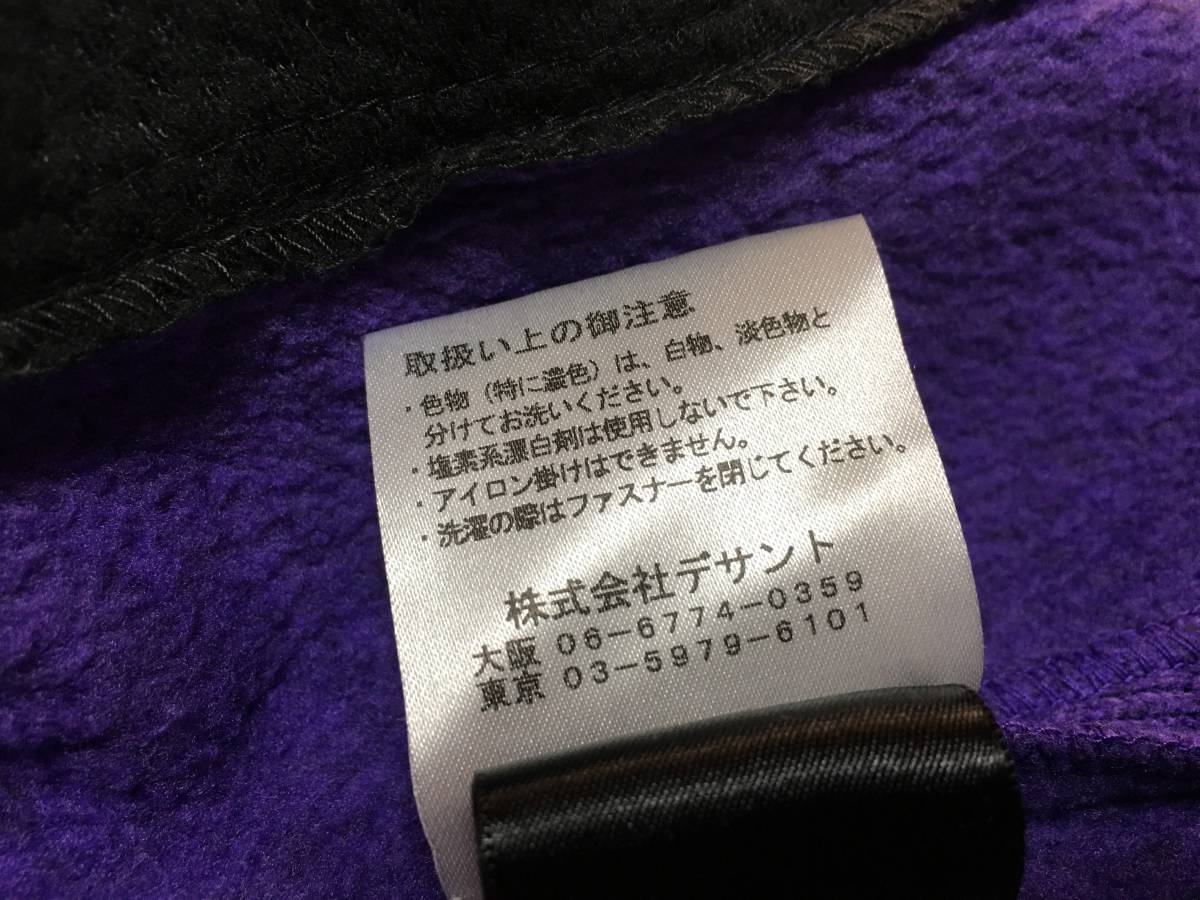 取扱い上の御注意
・色物(特に濃色)は、白物、淡色物と
分けてお洗いください。
・塩素系漂白剤は使用しないで下さい。
・アイロン掛けはできません。
・洗濯の際はファスナーを閉じてください。
株式会社デサント
大阪 06-6774-0359
東京 03-5979-6101